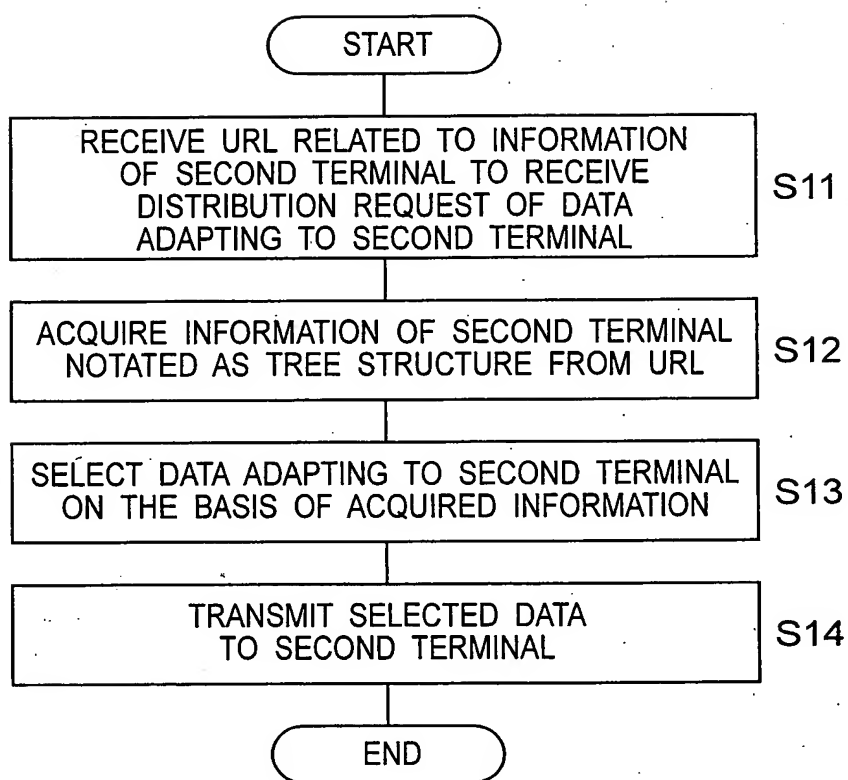 START
RECEIVE URL RELATED TO INFORMATION
OF SECOND TERMINAL TO RECEIVE
DISTRIBUTION REQUEST OF DATA
ADAPTING TO SECOND TERMINAL
S11
ACQUIRE INFORMATION OF SECOND TERMINAL
NOTATED AS TREE STRUCTURE FROM URL
S12
SELECT DATA ADAPTING TO SECOND TERMINAL
ON THE BASIS OF ACQUIRED INFORMATION
S13
TRANSMIT SELECTED DATA
TO SECOND TERMINAL
S14
END